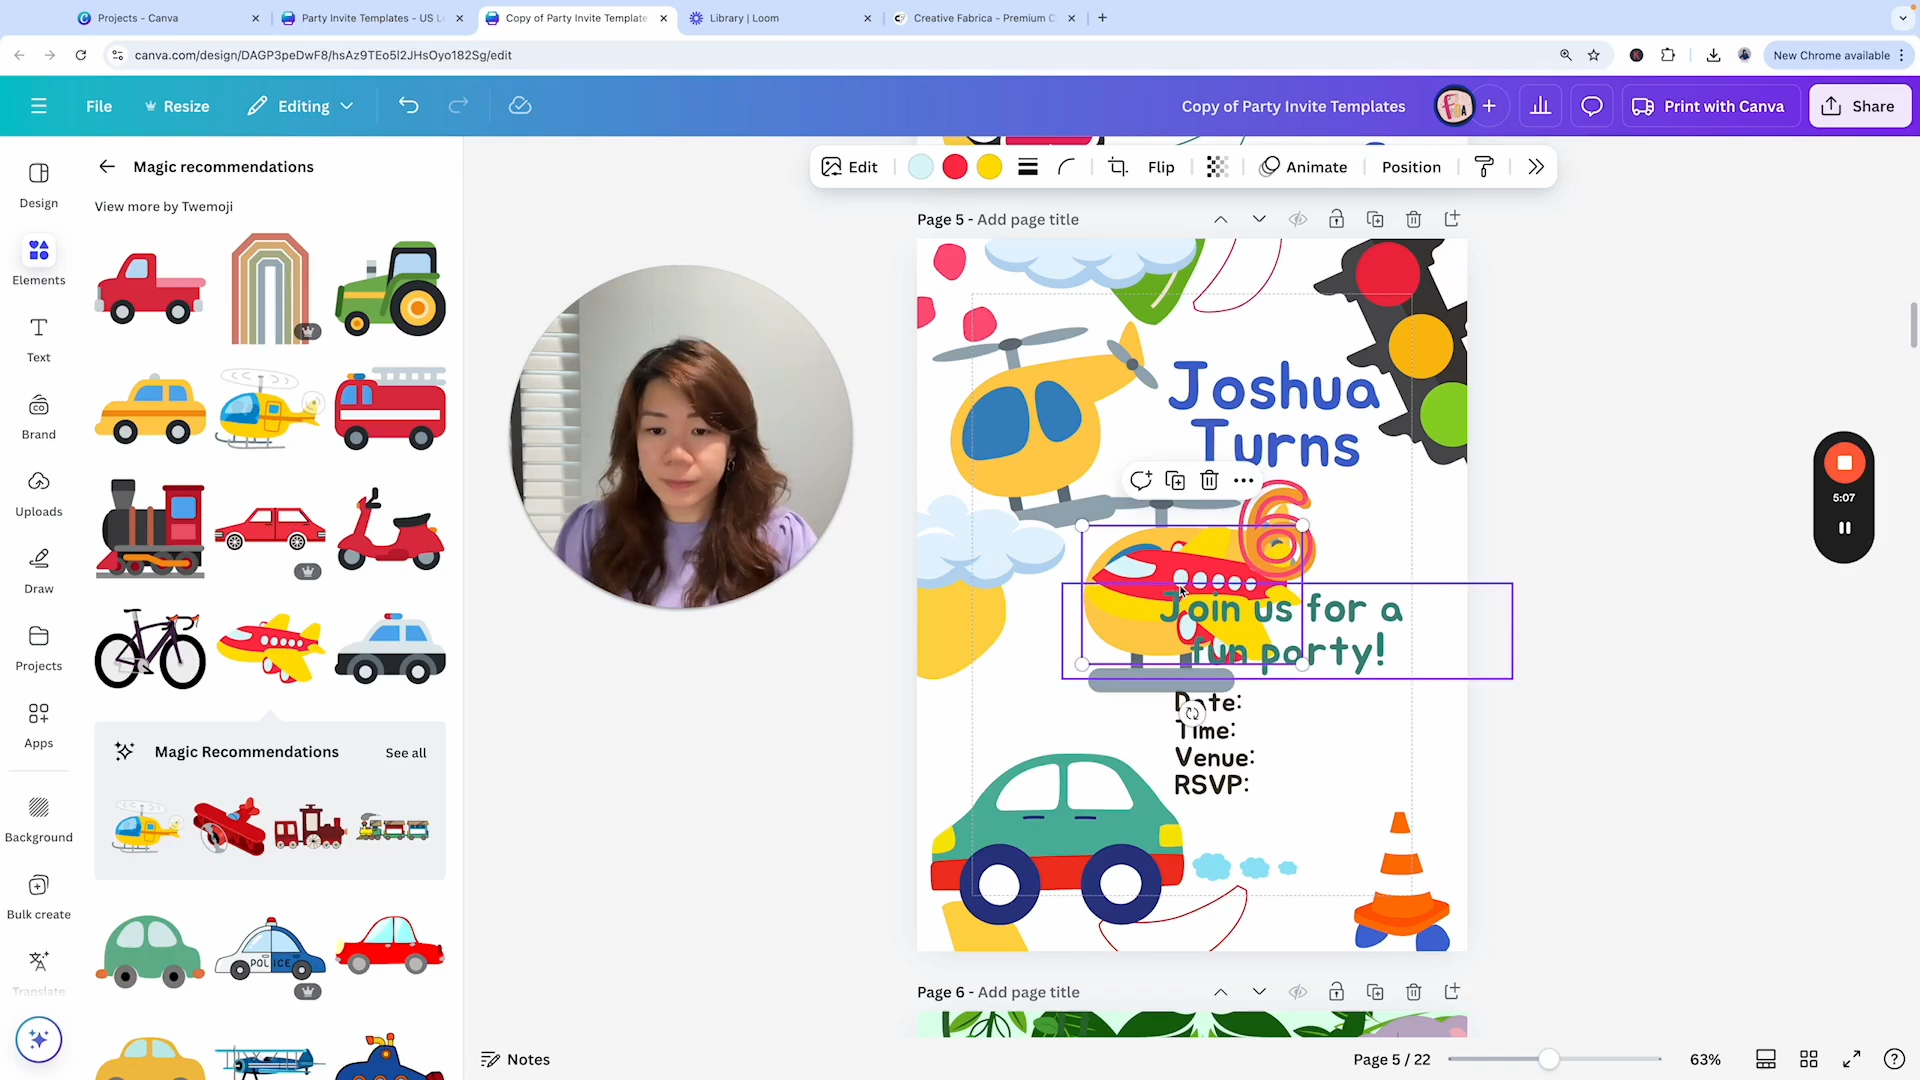 Projects - Canva
Party Invite Templates - US L
Copy of Party Invite Template
Library | Loom
Creative Fabrica - Premium C
canva.com/design/DAGP3peDwF8/hsAz9TEo5l2JHsOyo182Sg/edit
New Chrome available
File
Resize
Editing
Copy of Party Invite Templates
Print with Canva
Share
Design
Elements
Text
Brand
Uploads
Draw
Projects
Apps
Background
Bulk create
Translate
Magic recommendations
View more by Twemoji
Magic Recommendations
See all
POLICE
Edit
Flip
Animate
Position
Page 5 - Add page title
Joshua
Turns
6
Join us for a
fun party!
Date:
Time:
Venue:
RSVP:
5:07
Page 6 - Add page title
Notes
Page 5 / 22
63%